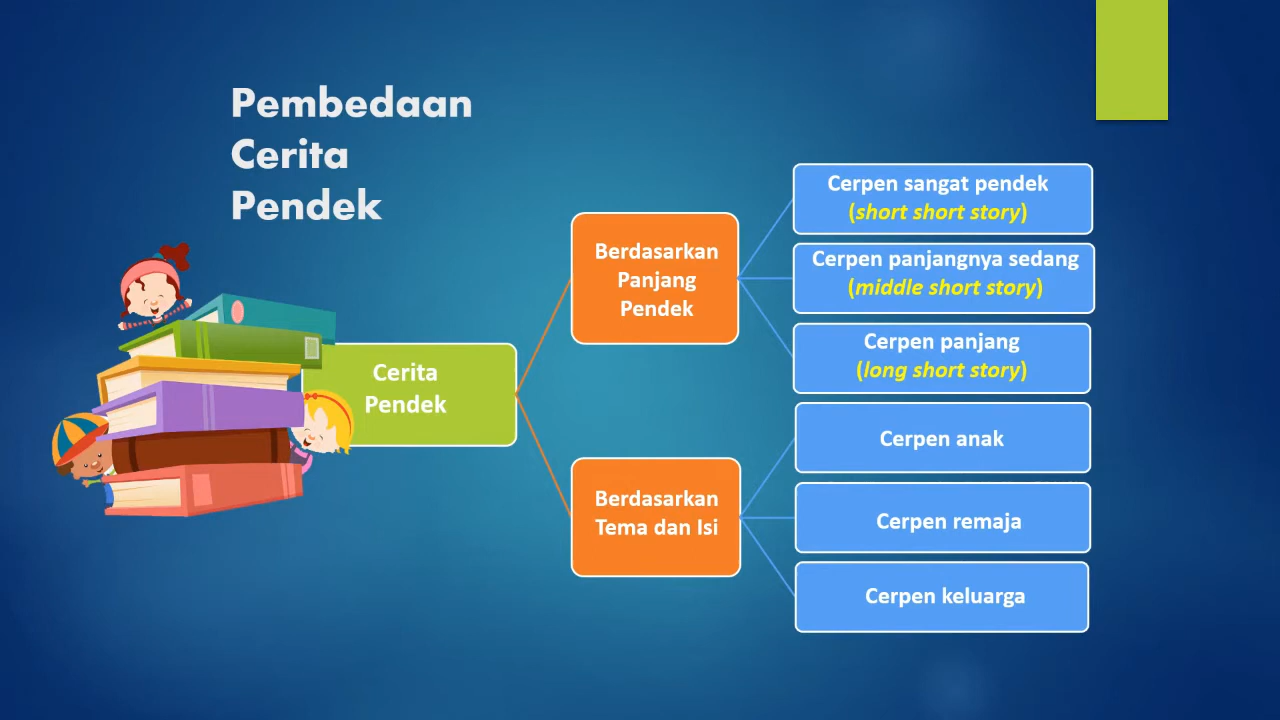 Pembedaan
Cerita
Pendek
Cerita
Pendek
Berdasarkan
Panjang
Pendek
Cerpen sangat pendek
(short short story)
Cerpen panjangnya sedang
(middle short story)
Cerpen panjang
(long short story)
Berdasarkan
Tema dan Isi
Cerpen anak
Cerpen remaja
Cerpen keluarga